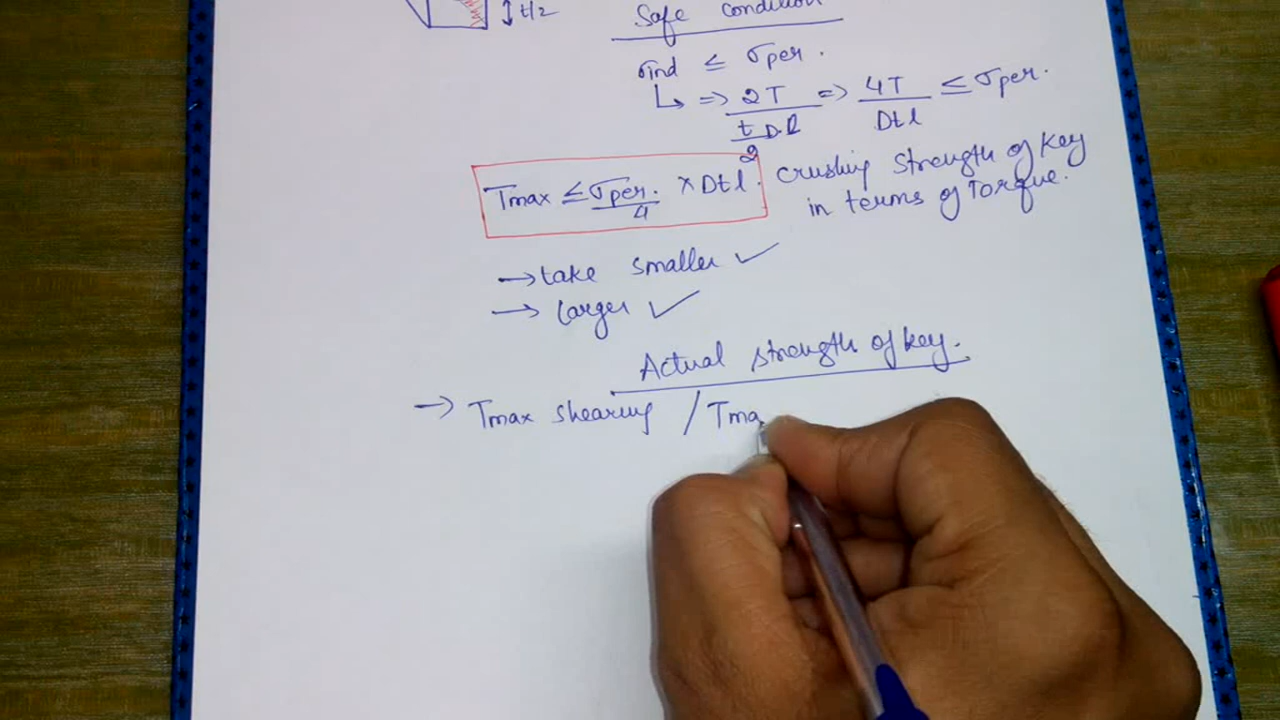 t/2
Safe condition
σind ≤ σper.
↳ => 2T / (t/2 D.l) => 4T / Dtl ≤ σper.
Tmax ≤ σper. / 4 × Dtl. crushing strength of key
in terms of Torque.
→ take smaller ✓
→ larger ✓
Actual strength of key.
→ Tmax shearing / Tma